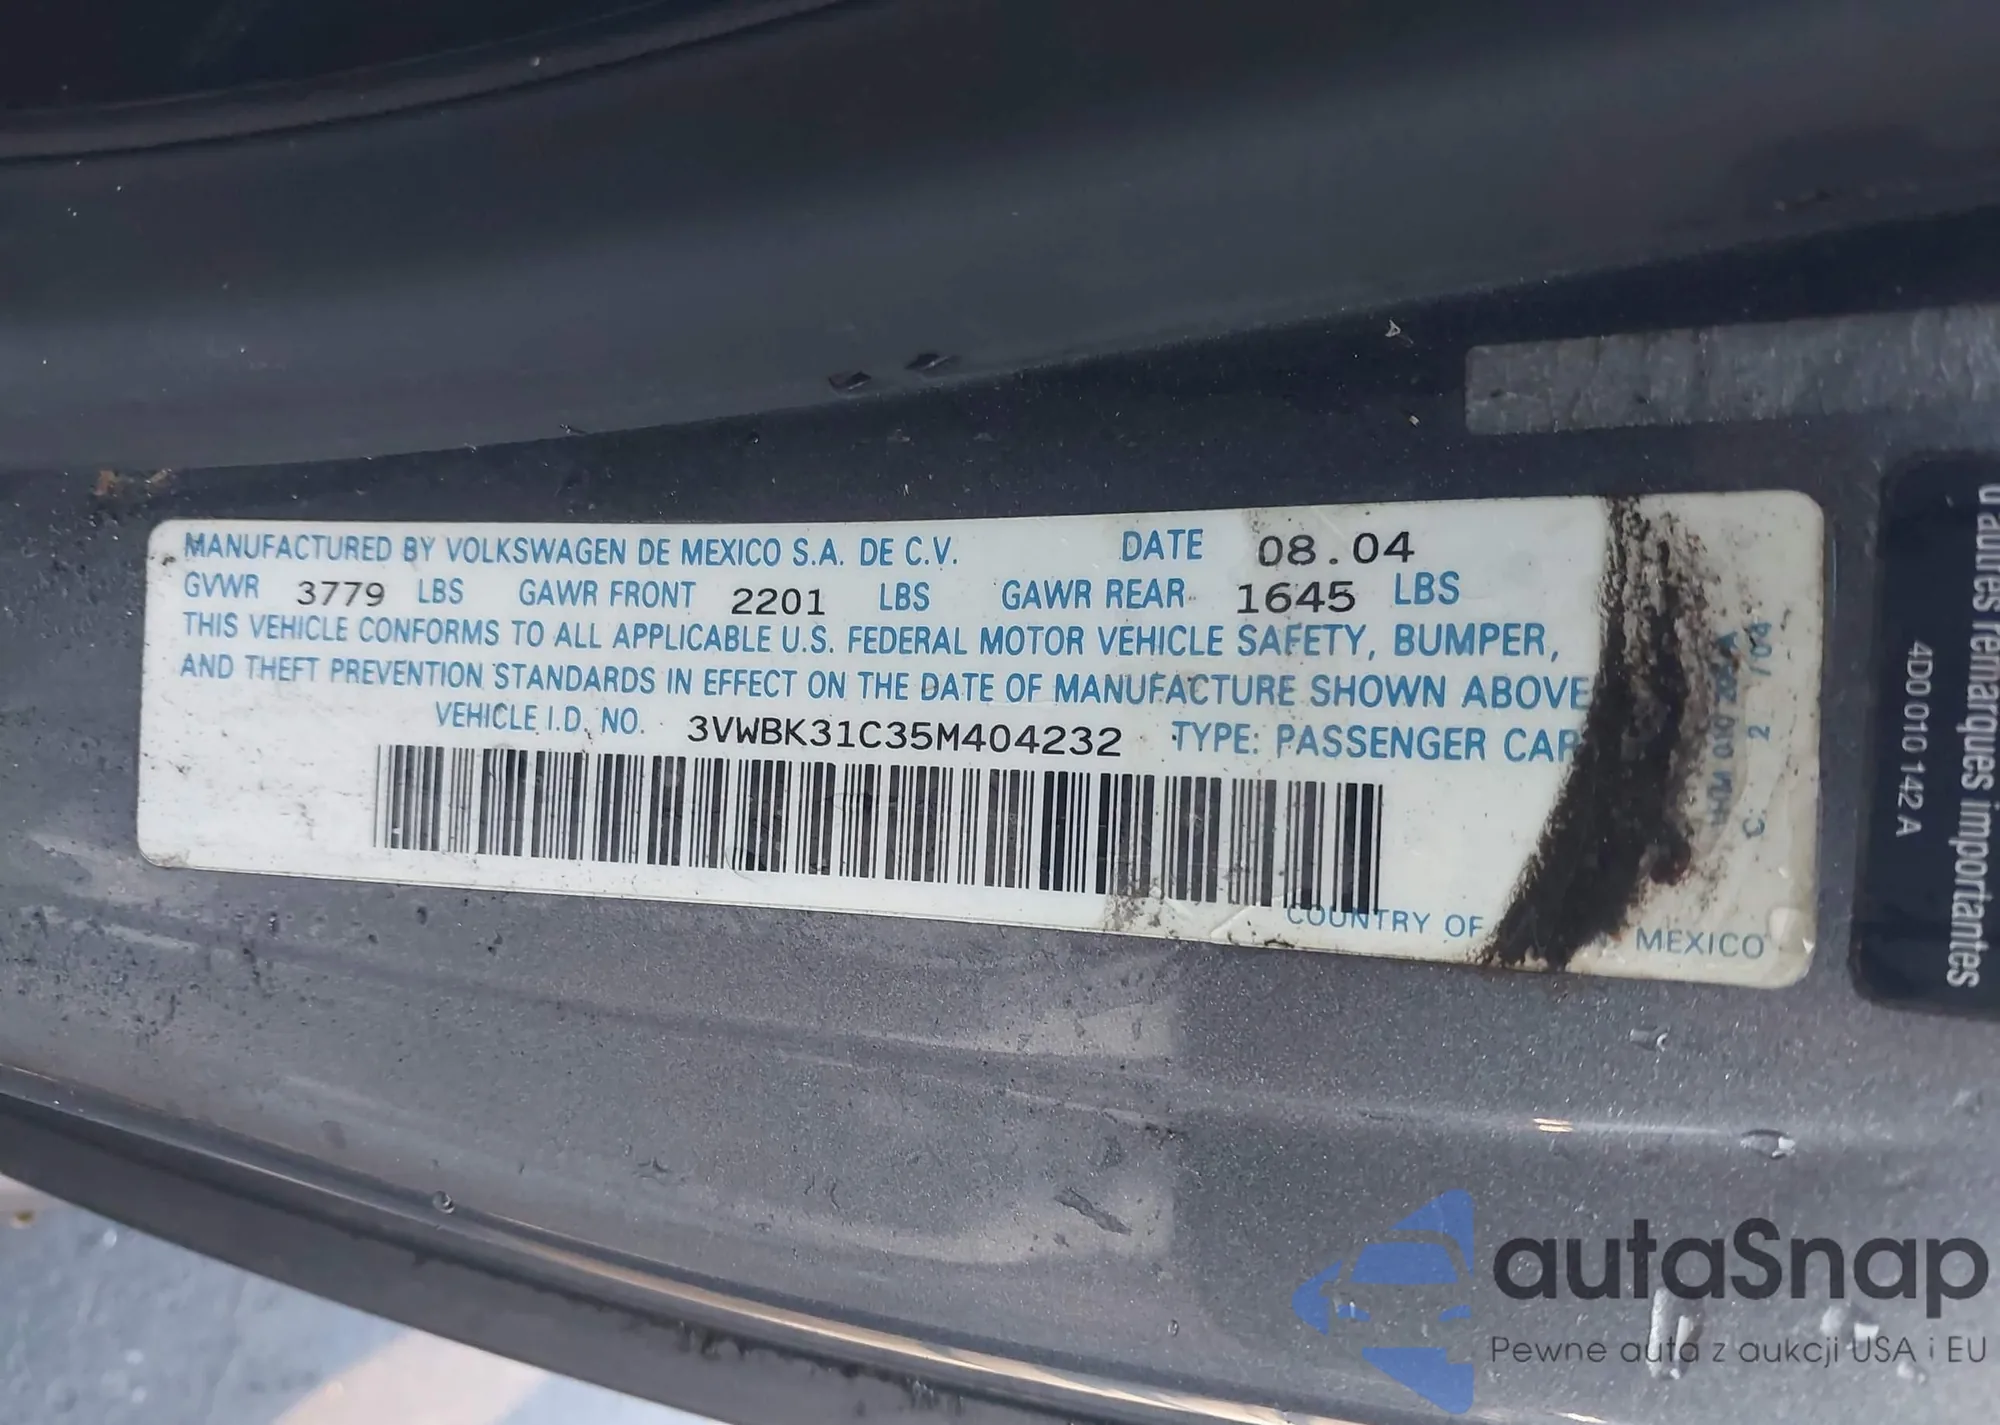 MANUFACTURED BY VOLKSWAGEN DE MEXICO S.A. DE C.V. DATE 08.04
GVWR 3779 LBS GAWR FRONT 2201 LBS GAWR REAR 1645 LBS
THIS VEHICLE CONFORMS TO ALL APPLICABLE U.S. FEDERAL MOTOR VEHICLE SAFETY, BUMPER,
AND THEFT PREVENTION STANDARDS IN EFFECT ON THE DATE OF MANUFACTURE SHOWN ABOVE
VEHICLE I.D. NO. 3VWBK31C35M404232 TYPE: PASSENGER CAR
COUNTRY OF MEXICO
C. 2 /04
d'autres remarques importantes
4D0 010 142 A
autaSnap
Pewne auta z aukcji USA i EU